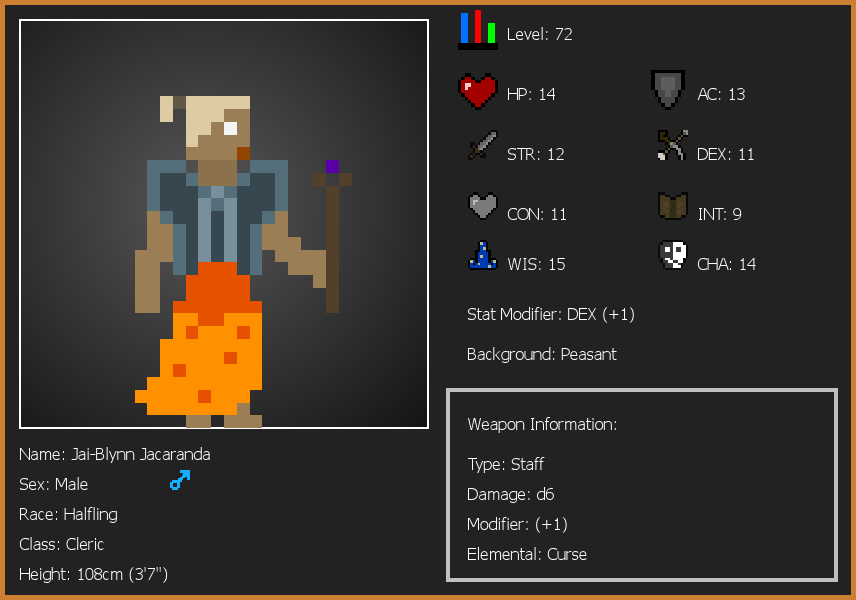 Level: 72
HP: 14
AC: 13
STR: 12
DEX: 11
CON: 11
INT: 9
WIS: 15
CHA: 14
Stat Modifier: DEX (+1)
Background: Peasant
Weapon Information:
Type: Staff
Damage: d6
Modifier: (+1)
Elemental: Curse
Name: Jai-Blynn Jacaranda
Sex: Male
Race: Halfling
Class: Cleric
Height: 108cm (3'7")